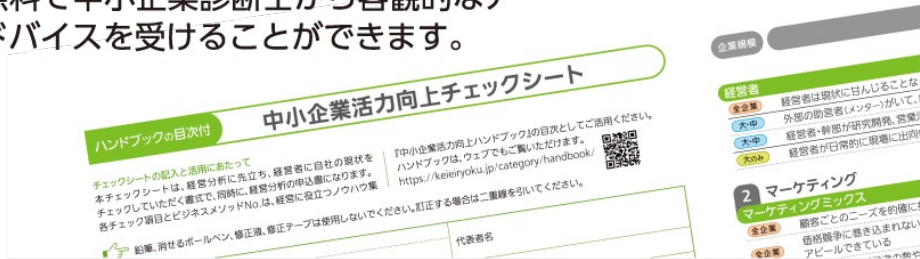 無料で中小企業診断士から客観的なア
ドバイスを受けることができます。
ハンドブックの目次付
中小企業活力向上チェックシート
チェックシートの記入と活用にあたって
本チェックシートは、経営分析に先立ち、経営者に自社の現状を
チェックしていただく書式で、同時に、経営分析の申込書になります。
各チェック項目とビジネスメソッドNo.は、経営に役立つノウハウ集
『中小企業活力向上ハンドブック』の目次としてご活用ください。
ハンドブックは、ウェブでもご覧いただけます。
https://keieiryoku.jp/category/handbook/
鉛筆、消せるボールペン、修正液、修正テープは使用しないでください。訂正する場合は二重線を引いてください。
代表者名
企業規模
経営者
全企業 経営者は現状に甘んじることな
大・中 外部の助言者(メンター)がいて、
大・中 経営者・幹部が研究開発、営業
大のみ 経営者が日常的に現場に出向
2 マーケティング
マーケティングミックス
全企業 顧客ごとのニーズを的確に
全企業 価格競争に巻き込まれない
アピールできている